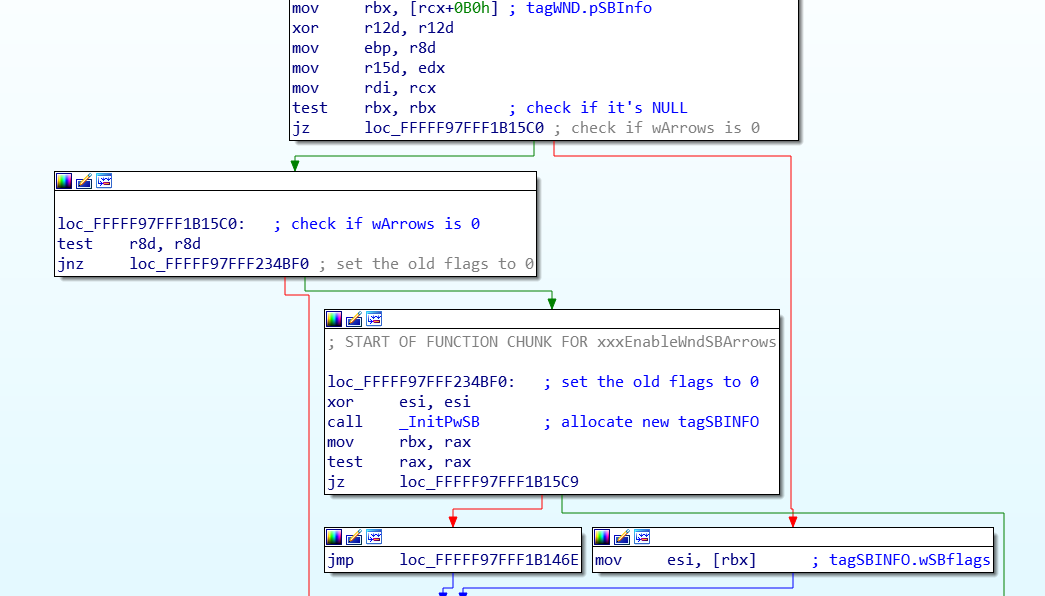 mov rbx, [rcx+0B0h] ; tagWND.pSBInfo
xor r12d, r12d
mov ebp, r8d
mov r15d, edx
mov rdi, rcx
test rbx, rbx ; check if it's NULL
jz loc_FFFFF97FFF1B15C0 ; check if wArrows is 0
loc_FFFFF97FFF1B15C0: ; check if wArrows is 0
test r8d, r8d
jnz loc_FFFFF97FFF234BF0 ; set the old flags to 0
; START OF FUNCTION CHUNK FOR xxxEnableWndSBArrows
loc_FFFFF97FFF234BF0: ; set the old flags to 0
xor esi, esi
call _InitPwSB ; allocate new tagSBINFO
mov rbx, rax
test rax, rax
jz loc_FFFFF97FFF1B15C9
jmp loc_FFFFF97FFF1B146E
mov esi, [rbx] ; tagSBINFO.wSBflags